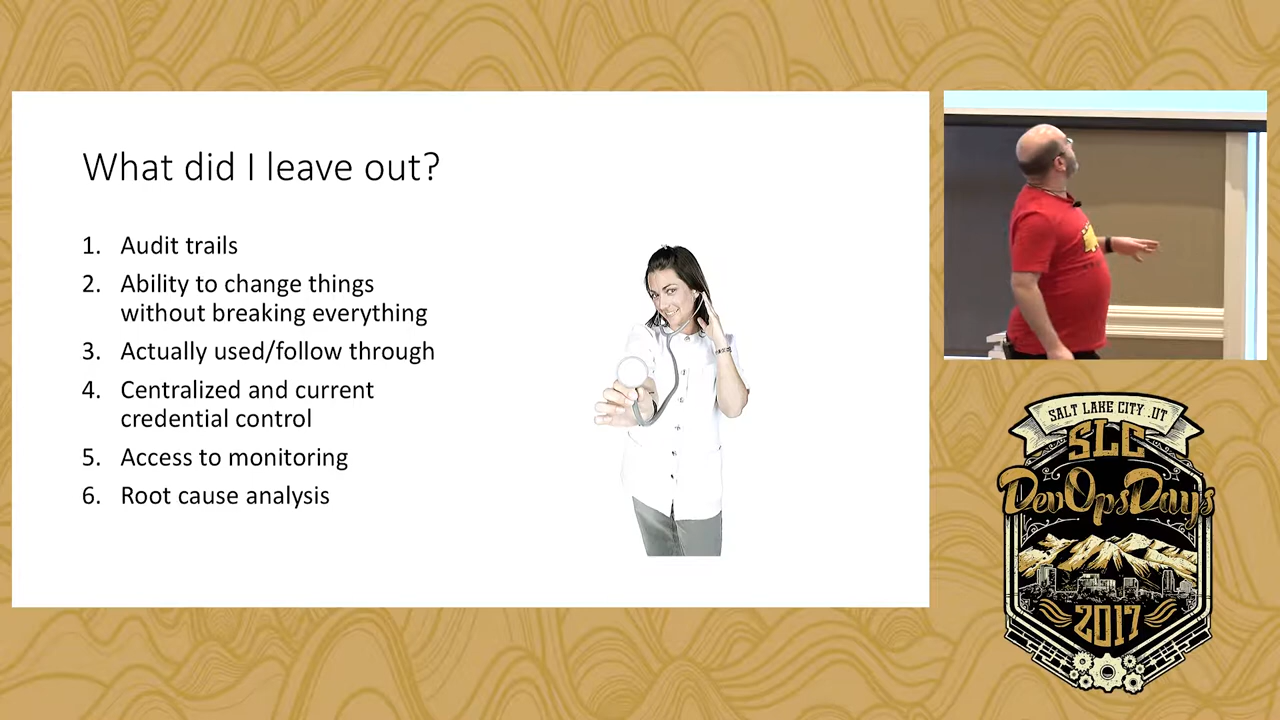 What did I leave out?
1. Audit trails
2. Ability to change things
without breaking everything
3. Actually used/follow through
4. Centralized and current
credential control
5. Access to monitoring
6. Root cause analysis
SALT LAKE CITY .UT
SLC
DevOpsDays
2017